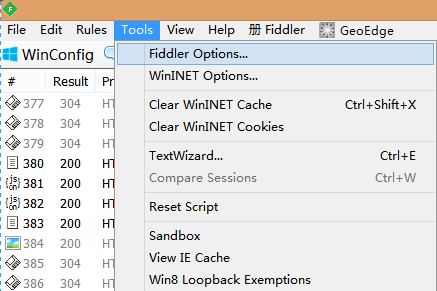 File Edit Rules Tools View Help 册 Fiddler GeoEdge
WinConfig
Fiddler Options...
WinINET Options...
# Result Pr
377 304 HT
Clear WinINET Cache Ctrl+Shift+X
378 304 HT
Clear WinINET Cookies
379 304 HT
TextWizard... Ctrl+E
380 200 HT
Compare Sessions Ctrl+W
381 200 HT
382 200 HT
Reset Script
383 200 HT
Sandbox
384 200 HT
View IE Cache
385 304 HT
Win8 Loopback Exemptions
386 304 HT